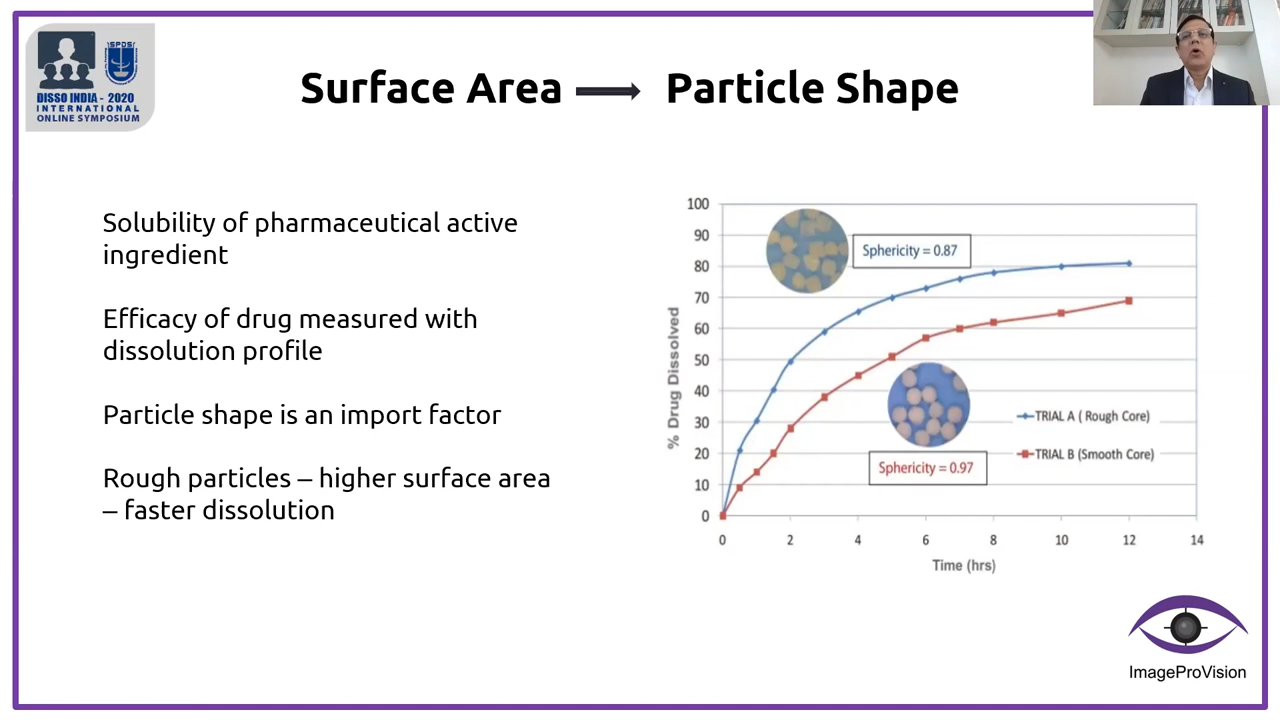 SPDS
DISSO INDIA - 2020
INTERNATIONAL
ONLINE SYMPOSIUM
Surface Area
Particle Shape
Solubility of pharmaceutical active
ingredient
Efficacy of drug measured with
dissolution profile
Particle shape is an import factor
Rough particles – higher surface area
– faster dissolution
% Drug Dissolved
100
90
80
70
60
50
40
30
20
10
0
Sphericity = 0.87
TRIAL A ( Rough Core)
TRIAL B (Smooth Core)
Sphericity = 0.97
0
2
4
6
8
10
12
14
Time (hrs)
ImageProVision